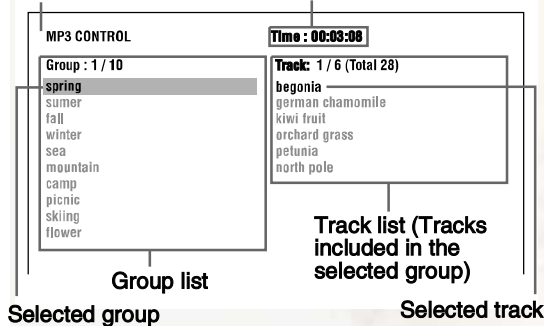 MP3 CONTROL
Time : 00:03:08
Group : 1 / 10
Track: 1 / 6 (Total 28)
spring
sumer
fall
winter
sea
mountain
camp
picnic
skiing
flower
begonia
german chamomile
kiwi fruit
orchard grass
petunia
north pole
Track list (Tracks
included in the
selected group)
Group list
Selected group
Selected track